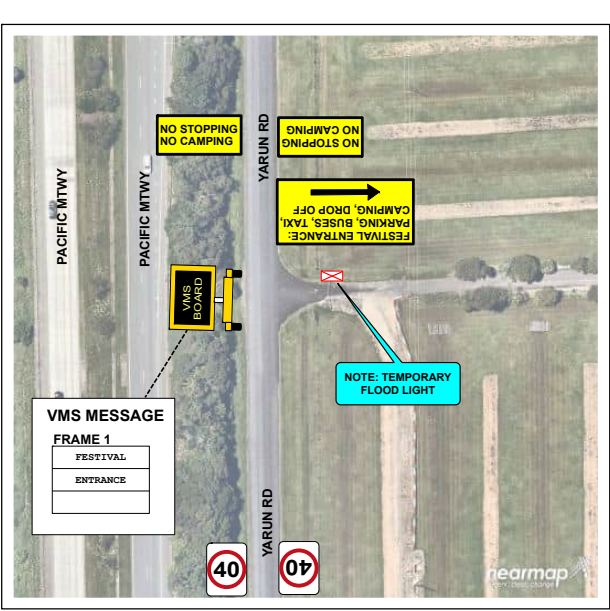 NO STOPPING
NO CAMPING
YARUN RD
NO STOPPING
NO CAMPING
PACIFIC MTWY
PACIFIC MTWY
FESTIVAL ENTRANCE:
PARKING, BUSES, TAXI,
CAMPING, DROP OFF
VMS
BOARD
NOTE: TEMPORARY
FLOOD LIGHT
VMS MESSAGE
FRAME 1
FESTIVAL
ENTRANCE
YARUN RD
40
40
nearmap